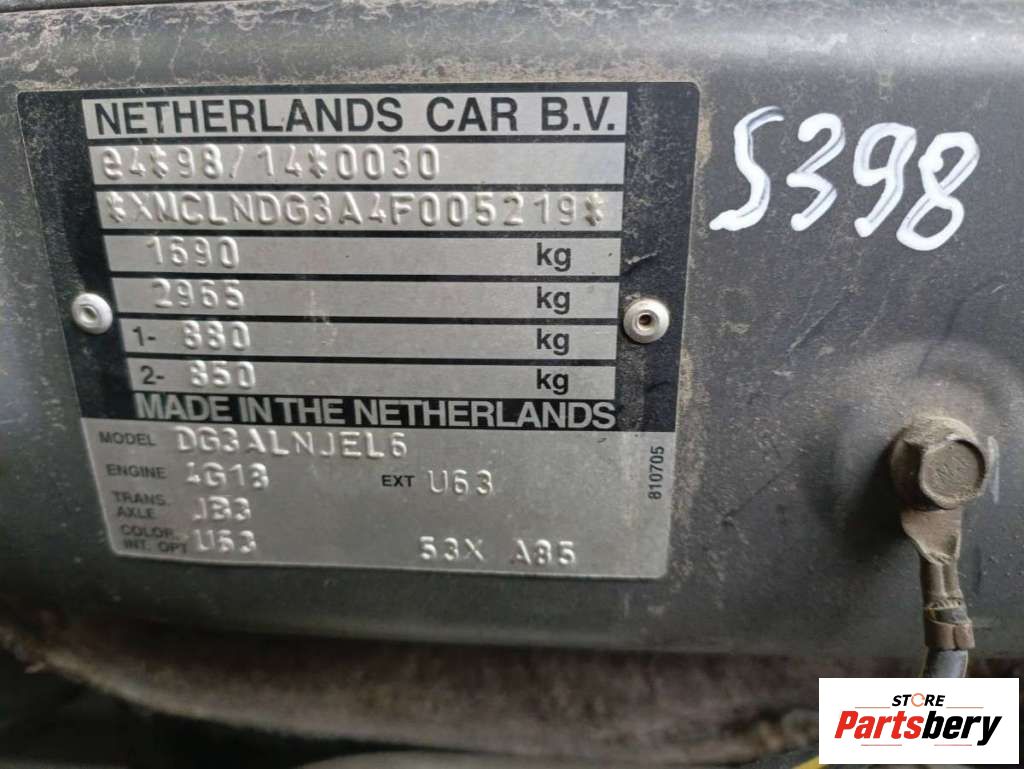 NETHERLANDS CAR B.V.
e4*98/14*0030
*XMCLNDG3A4F005219*
1690 kg
2965 kg
1- 880 kg
2- 850 kg
MADE IN THE NETHERLANDS
MODEL DG3ALNJEL6
ENGINE 4G18 EXT U63
TRANS. AXLE JB3
COLOR. INT. OPT U63 53X A85
810705
5398
STORE
Partsbery